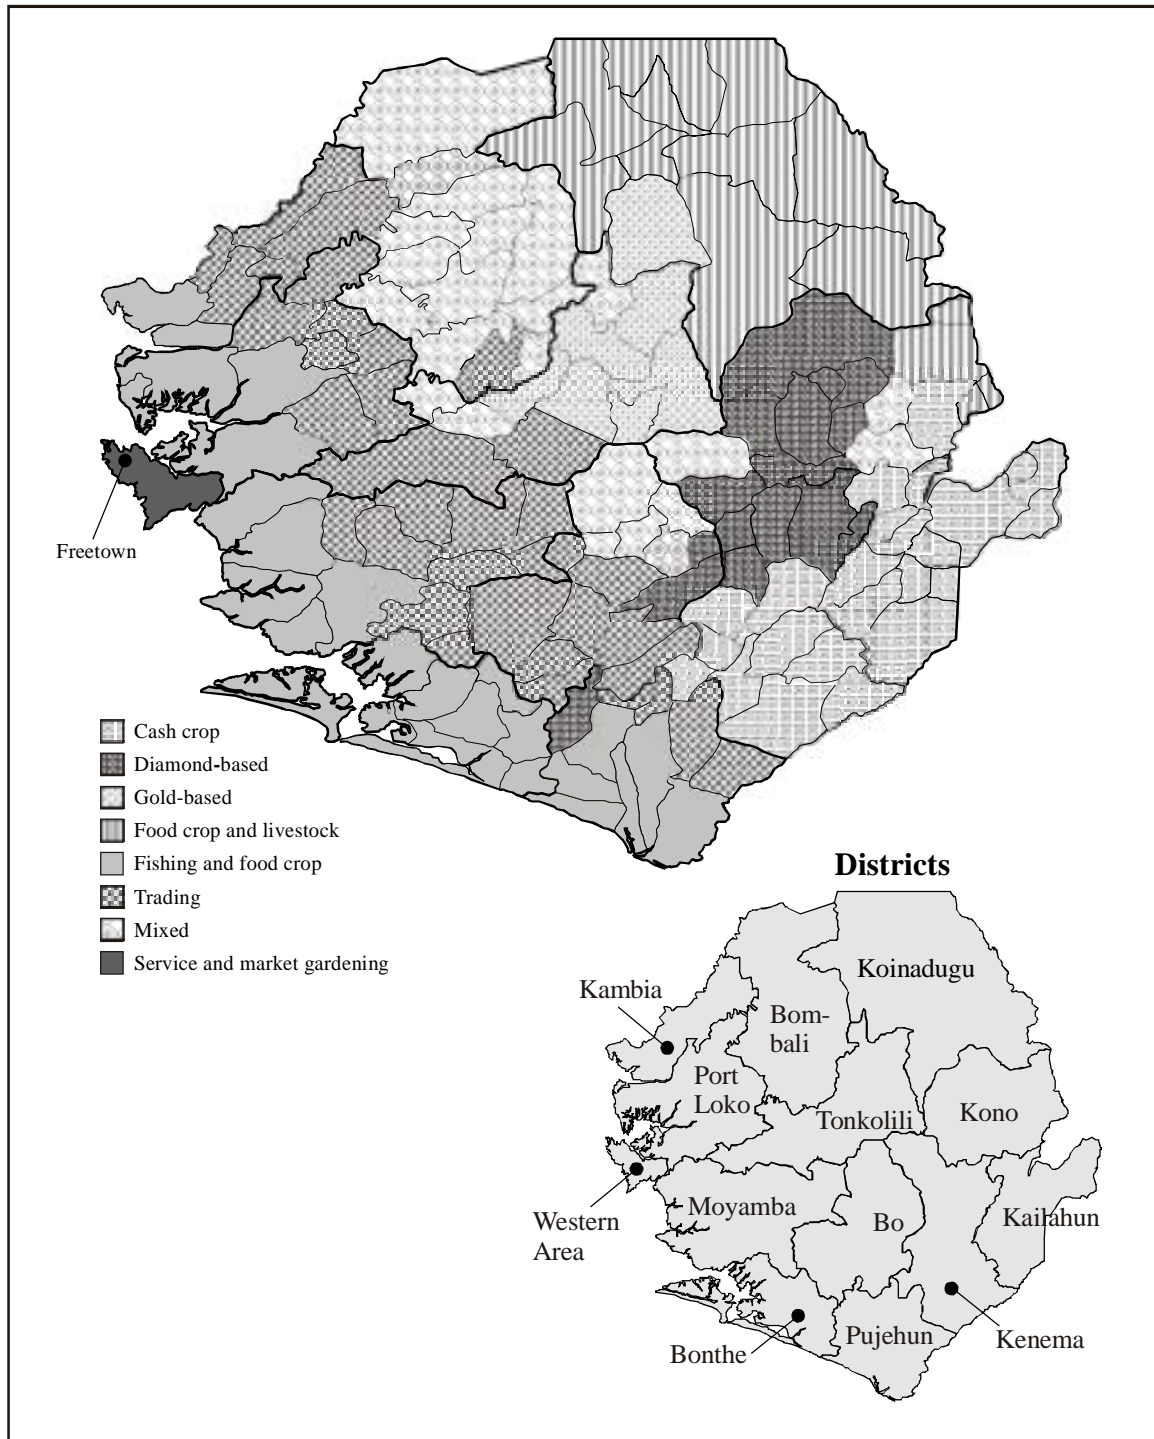 Freetown
Cash crop
Diamond-based
Gold-based
Food crop and livestock
Fishing and food crop
Trading
Mixed
Service and market gardening
Districts
Koinadugu
Kambia
Bom-
bali
Port
Loko
Kono
Tonkolili
Moyamba
Western
Area
Bo
Kailahun
Pujehun
Kenema
Bonthe